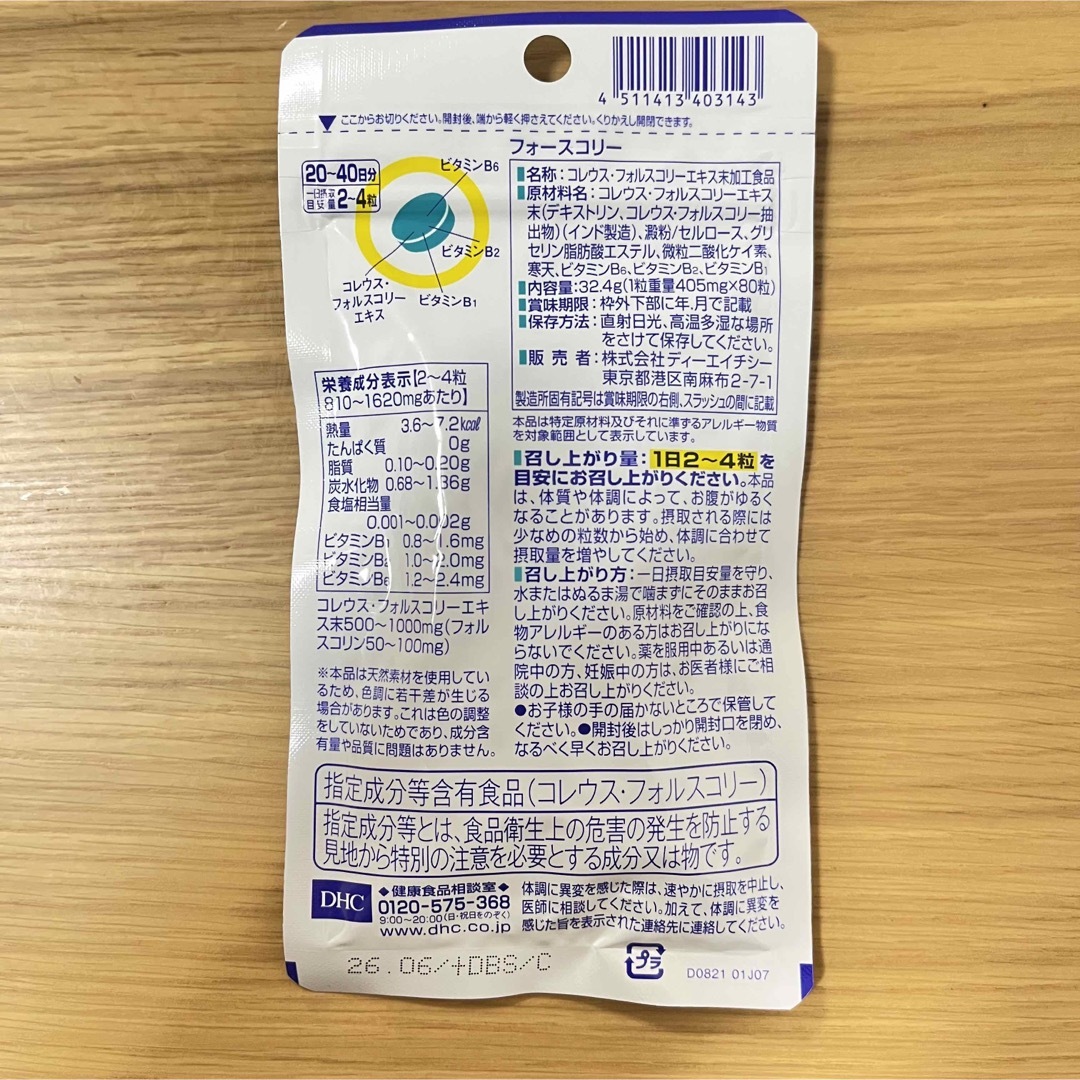 4 511413 403143
▼ここからお切りください。開封後、端から軽く押さえてください。くりかえし開閉できます。
フォースコリー
20〜40日分
一日摂取目安量2〜4粒
ビタミンB6
ビタミンB2
ビタミンB1
コレウス・
フォルスコリー
エキス
名称：コレウス・フォルスコリーエキス末加工食品
原材料名：コレウス・フォルスコリーエキス
末(デキストリン、コレウス・フォルスコリー抽
出物)(インド製造)、澱粉/セルロース、グリ
セリン脂肪酸エステル、微粒二酸化ケイ素、
寒天、ビタミンB6、ビタミンB2、ビタミンB1
内容量：32.4g(1粒重量405mg×80粒)
賞味期限：枠外下部に年、月で記載
保存方法：直射日光、高温多湿な場所
をさけて保存してください。
販売者：株式会社ディーエイチシー
東京都港区南麻布2-7-1
製造所固有記号は賞味期限の右側、スラッシュの間に記載
栄養成分表示【2〜4粒
810〜1620mgあたり】
熱量 3.6〜7.2kcal
たんぱく質 0g
脂質 0.10〜0.20g
炭水化物 0.68〜1.36g
食塩相当量
0.001〜0.002g
ビタミンB1 0.8〜1.6mg
ビタミンB2 1.0〜2.0mg
ビタミンB6 1.2〜2.4mg
コレウス・フォルスコリーエキ
ス末500〜1000mg(フォル
スコリン50〜100mg)
※本品は天然素材を使用してい
るため、色調に若干差が生じる
場合があります。これは色の調整
をしていないためであり、成分含
有量や品質に問題はありません。
本品は特定原材料及びそれに準ずるアレルギー物質
を対象範囲として表示しています。
召し上がり量：1日2〜4粒を
目安にお召し上がりください。本品
は、体質や体調によって、お腹がゆるく
なることがあります。摂取される際には
少なめの粒数から始め、体調に合わせて
摂取量を増やしてください。
召し上がり方：一日摂取目安量を守り、
水またはぬるま湯で噛まずにそのままお召
し上がりください。原材料をご確認の上、食
物アレルギーのある方はお召し上がりにな
らないでください。薬を服用中あるいは通
院中の方、妊娠中の方は、お医者様にご相
談の上お召し上がりください。
●お子様の手の届かないところで保管して
ください。●開封後はしっかり開封口を閉め、
なるべく早くお召し上がりください。
指定成分等含有食品(コレウス・フォルスコリー)
指定成分等とは、食品衛生上の危害の発生を防止する
見地から特別の注意を必要とする成分又は物です。
DHC
◆健康食品相談室◆
0120-575-368
9:00〜20:00(日・祝日をのぞく)
www.dhc.co.jp
体調に異変を感じた際は、速やかに摂取を中止し、
医師に相談してください。加えて、体調に異変を
感じた旨を表示された連絡先に連絡してください。
26.06/+DBS/C
プラ
D0821 01J07